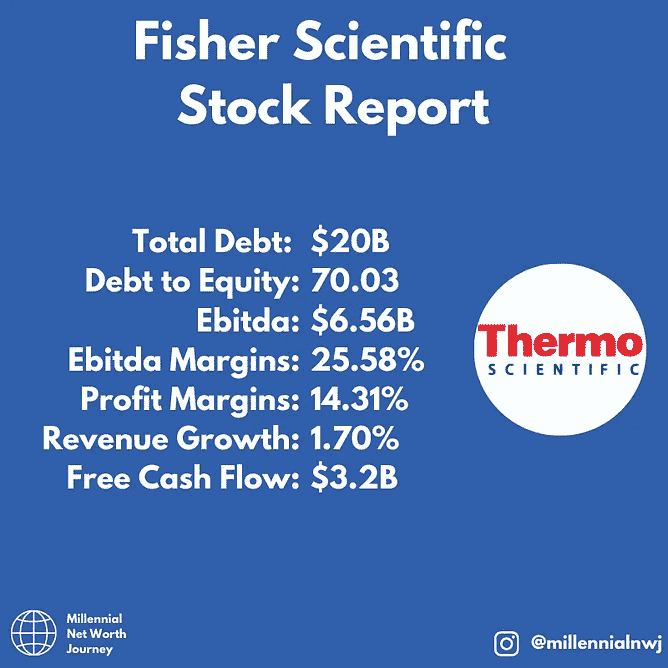 Fisher Scientific
Stock Report
Total Debt: $20B
Debt to Equity: 70.03
Ebitda: $6.56B
Ebitda Margins: 25.58%
Profit Margins: 14.31%
Revenue Growth: 1.70%
Free Cash Flow: $3.2B
Thermo
SCIENTIFIC
Millennial
Net Worth
Journey
@millennialnwj